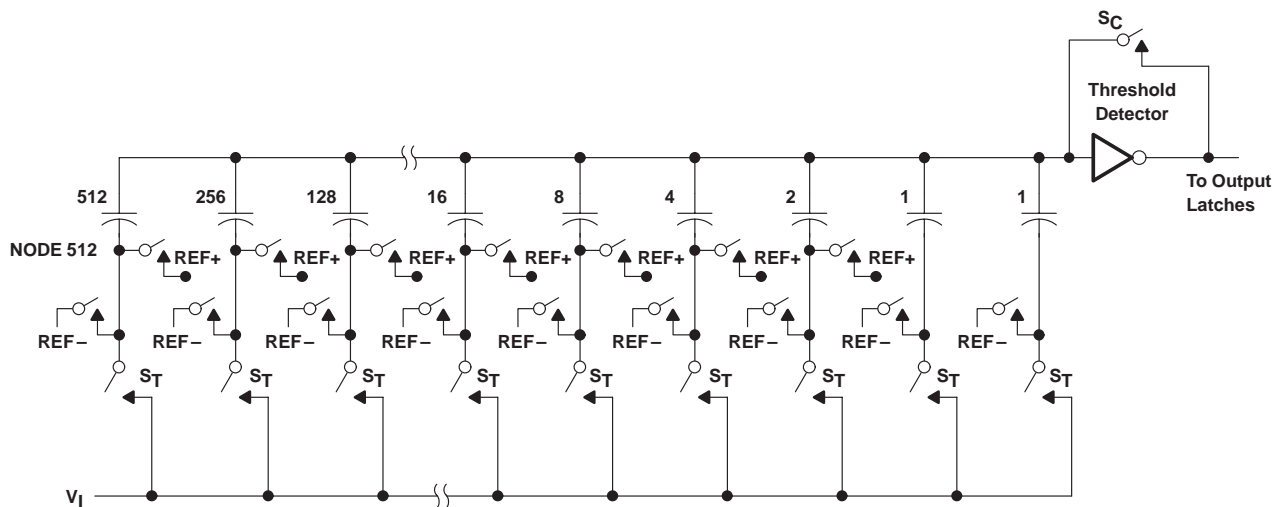 SC
Threshold
Detector
To Output
Latches
512 256 128 16 8 4 2 1 1
NODE 512
REF+ REF+ REF+ REF+ REF+ REF+ REF+
REF− REF− REF− REF− REF− REF− REF− REF− REF−
ST ST ST ST ST ST ST ST ST
VI